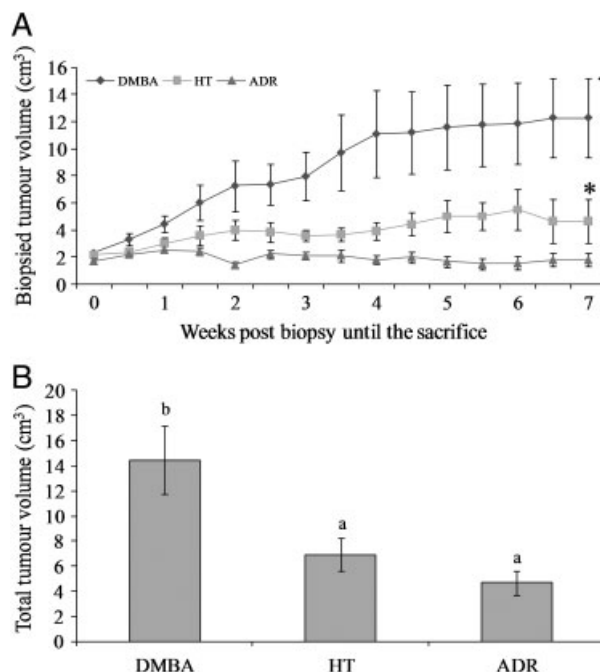 A
Biopsied tumour volume (cm³)
16
14
12
10
8
6
4
2
0
DMBA HT ADR
*
0 1 2 3 4 5 6 7
Weeks post biopsy until the sacrifice
B
Total tumour volume (cm³)
20
18
16
14
12
10
8
6
4
2
0
b
a
a
DMBA HT ADR